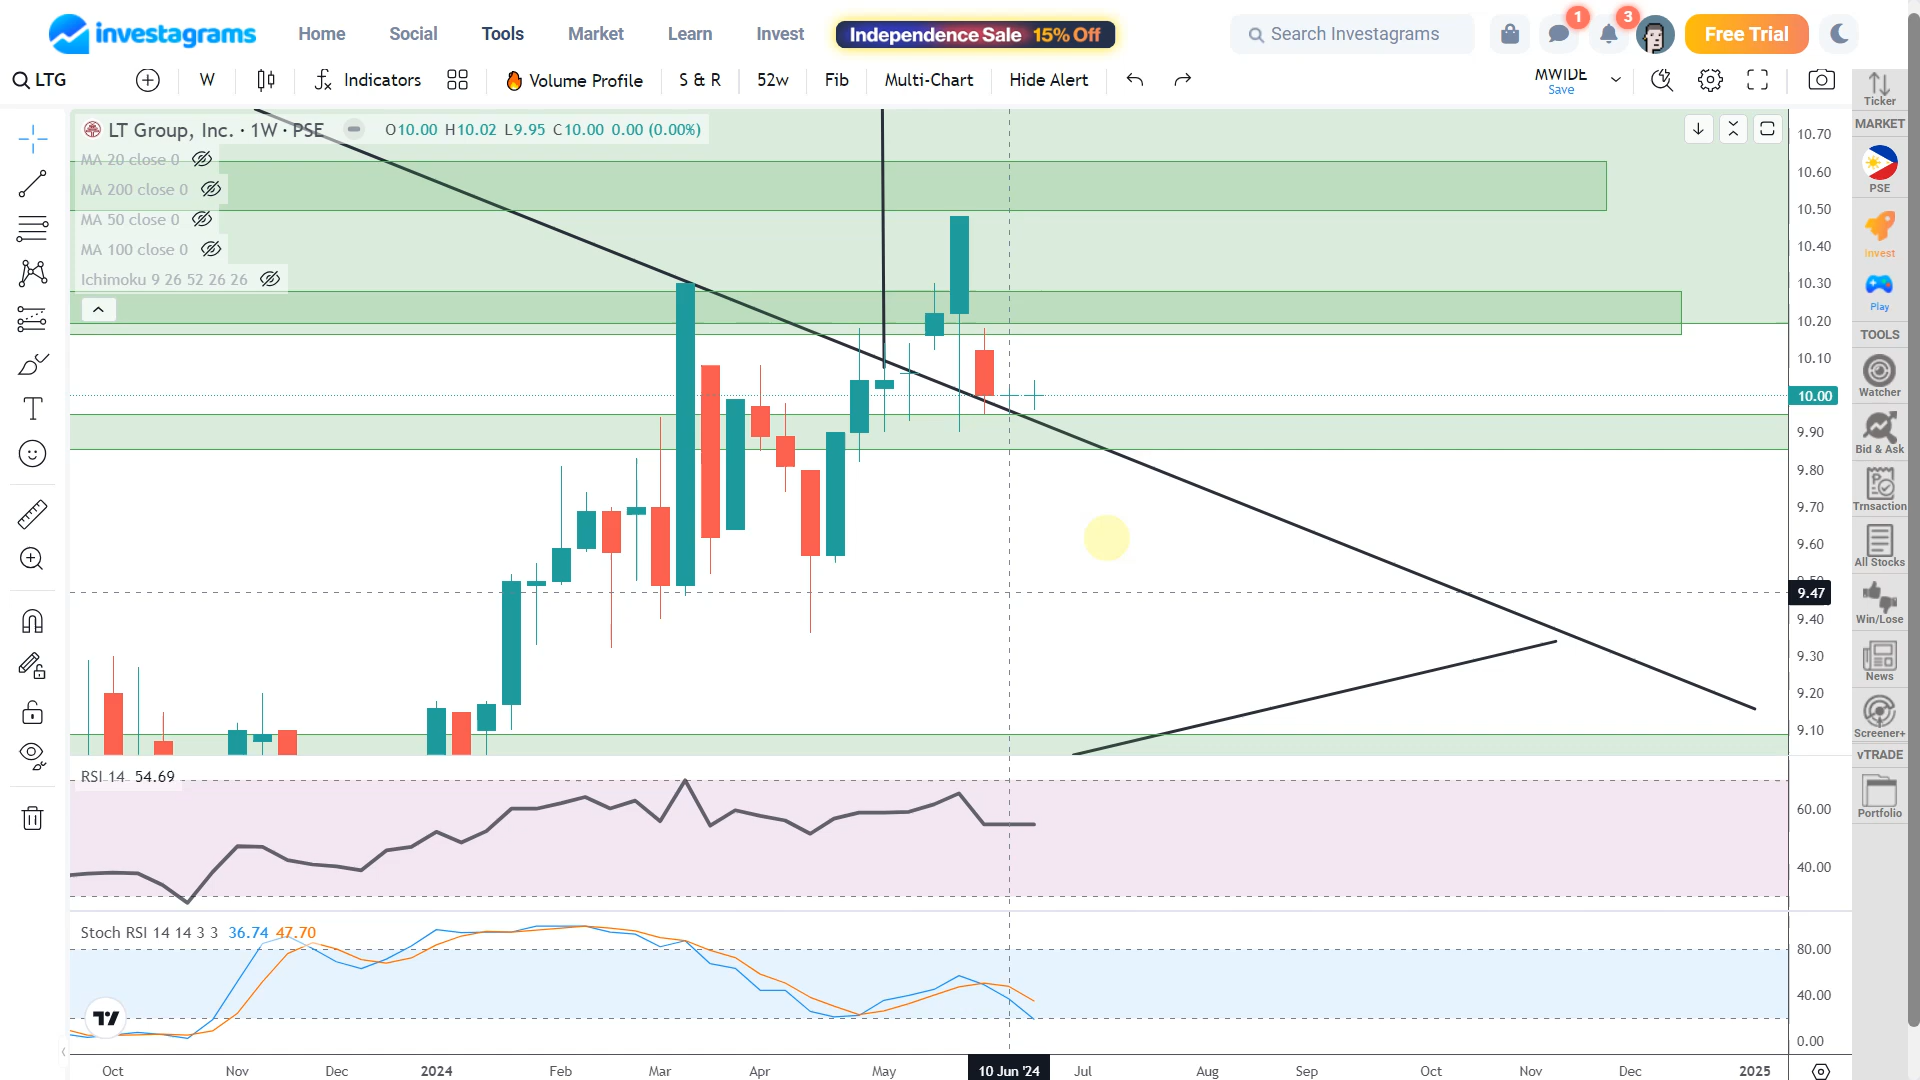 investagrams Home Social Tools Market Learn Invest Independence Sale 15% Off Search Investagrams 1 3 Free Trial
LTG W Indicators Volume Profile S & R 52w Fib Multi-Chart Hide Alert MWIDE Save
LT Group, Inc. · 1W · PSE O10.00 H10.02 L9.95 C10.00 0.00 (0.00%)
MA 20 close 0
MA 200 close 0
MA 50 close 0
MA 100 close 0
Ichimoku 9 26 52 26 26
10.70
10.60
10.50
10.40
10.30
10.20
10.10
10.00
9.90
9.80
9.70
9.60
9.50
9.47
9.40
9.30
9.20
9.10
RSI 14 54.69
60.00
40.00
Stoch RSI 14 14 3 3 36.74 47.70
80.00
40.00
0.00
Oct Nov Dec 2024 Feb Mar Apr May 10 Jun '24 Jul Aug Sep Oct Nov Dec 2025
Ticker
MARKET
PSE
Invest
Play
TOOLS
Watcher
Bid & Ask
Trnsaction
All Stocks
Win/Lose
News
Screener+
vTRADE
Portfolio